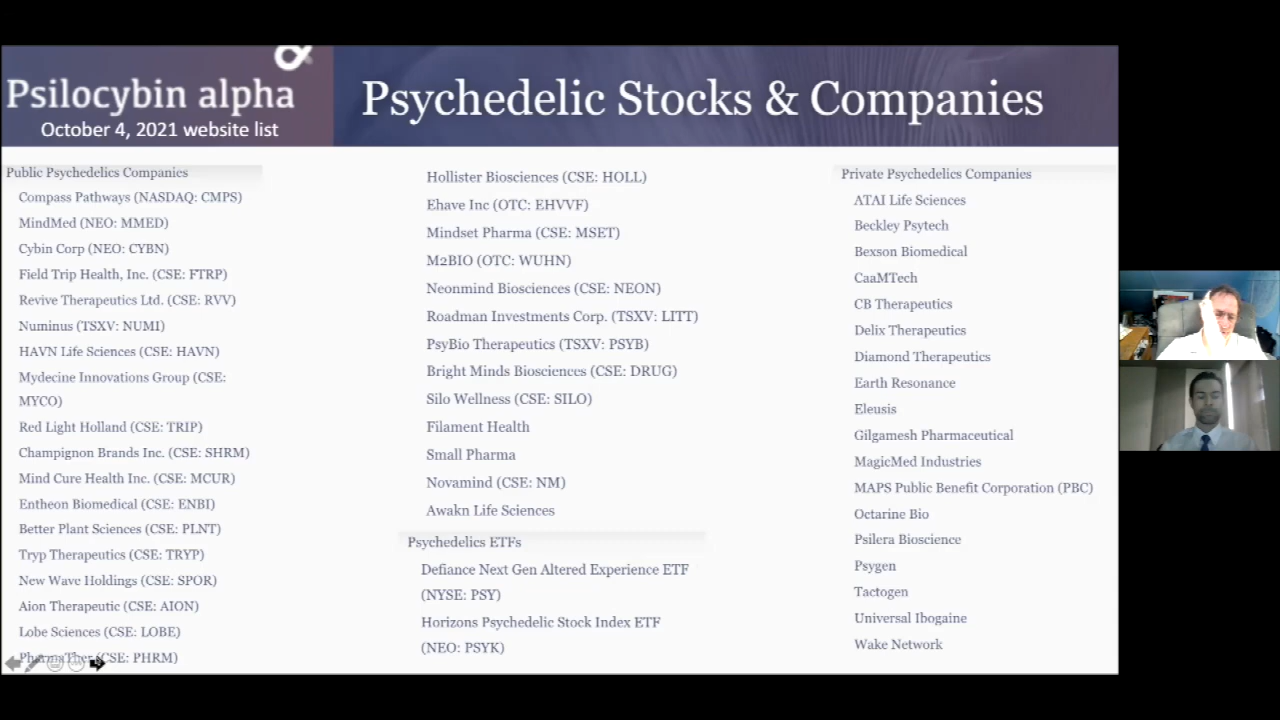 Psilocybin alpha
October 4, 2021 website list
Psychedelic Stocks & Companies
Public Psychedelics Companies
Compass Pathways (NASDAQ: CMPS)
MindMed (NEO: MMED)
Cybin Corp (NEO: CYBN)
Field Trip Health, Inc. (CSE: FTRP)
Revive Therapeutics Ltd. (CSE: RVV)
Numinus (TSXV: NUMI)
HAVN Life Sciences (CSE: HAVN)
Mydecine Innovations Group (CSE:
MYCO)
Red Light Holland (CSE: TRIP)
Champignon Brands Inc. (CSE: SHRM)
Mind Cure Health Inc. (CSE: MCUR)
Entheon Biomedical (CSE: ENBI)
Better Plant Sciences (CSE: PLNT)
Tryp Therapeutics (CSE: TRYP)
New Wave Holdings (CSE: SPOR)
Aion Therapeutic (CSE: AION)
Lobe Sciences (CSE: LOBE)
PharmaTher (CSE: PHRM)
Hollister Biosciences (CSE: HOLL)
Ehave Inc (OTC: EHVVF)
Mindset Pharma (CSE: MSET)
M2BIO (OTC: WUHN)
Neonmind Biosciences (CSE: NEON)
Roadman Investments Corp. (TSXV: LITT)
PsyBio Therapeutics (TSXV: PSYB)
Bright Minds Biosciences (CSE: DRUG)
Silo Wellness (CSE: SILO)
Filament Health
Small Pharma
Novamind (CSE: NM)
Awakn Life Sciences
Psychedelics ETFs
Defiance Next Gen Altered Experience ETF
(NYSE: PSY)
Horizons Psychedelic Stock Index ETF
(NEO: PSYK)
Private Psychedelics Companies
ATAI Life Sciences
Beckley Psytech
Bexson Biomedical
CaaMTech
CB Therapeutics
Delix Therapeutics
Diamond Therapeutics
Earth Resonance
Eleusis
Gilgamesh Pharmaceutical
MagicMed Industries
MAPS Public Benefit Corporation (PBC)
Octarine Bio
Psilera Bioscience
Psygen
Tactogen
Universal Ibogaine
Wake Network